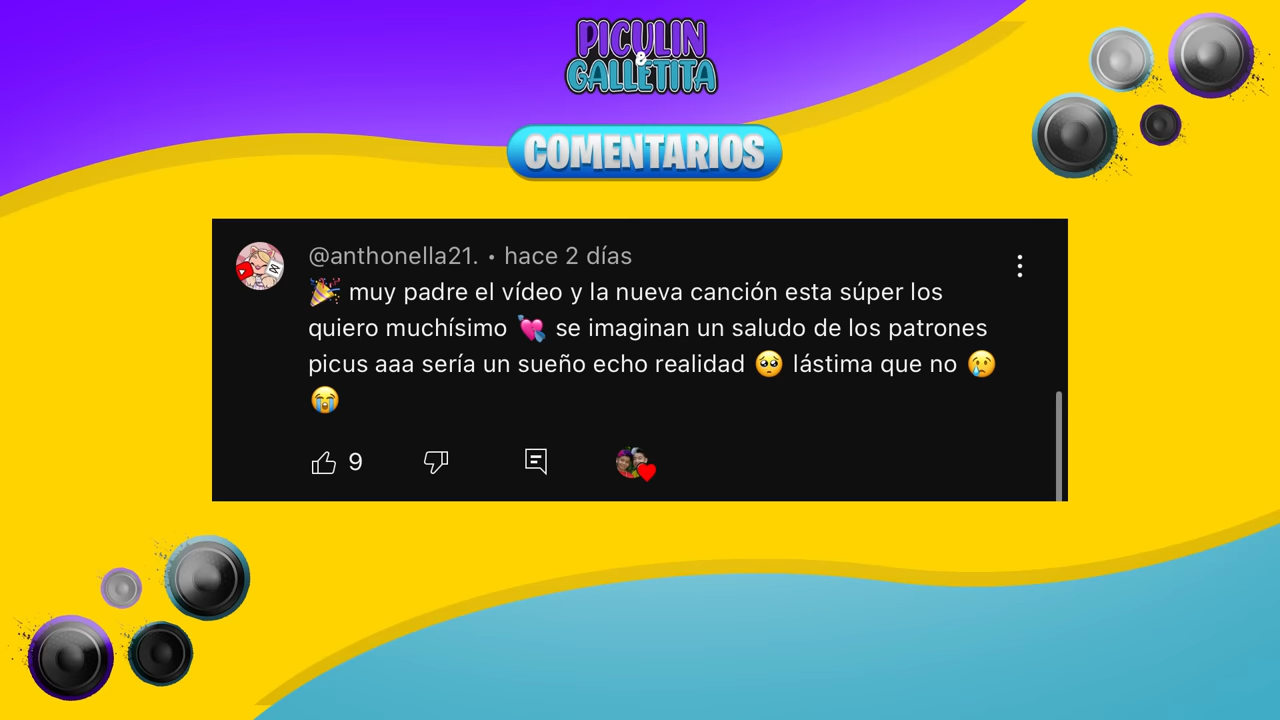 PICULIN
&
GALLETITA
COMENTARIOS
@anthonella21. • hace 2 días
🎉 muy padre el vídeo y la nueva canción esta súper los
quiero muchísimo 💘 se imaginan un saludo de los patrones
picus aaa sería un sueño echo realidad 🥺 lástima que no 😢
😭
9